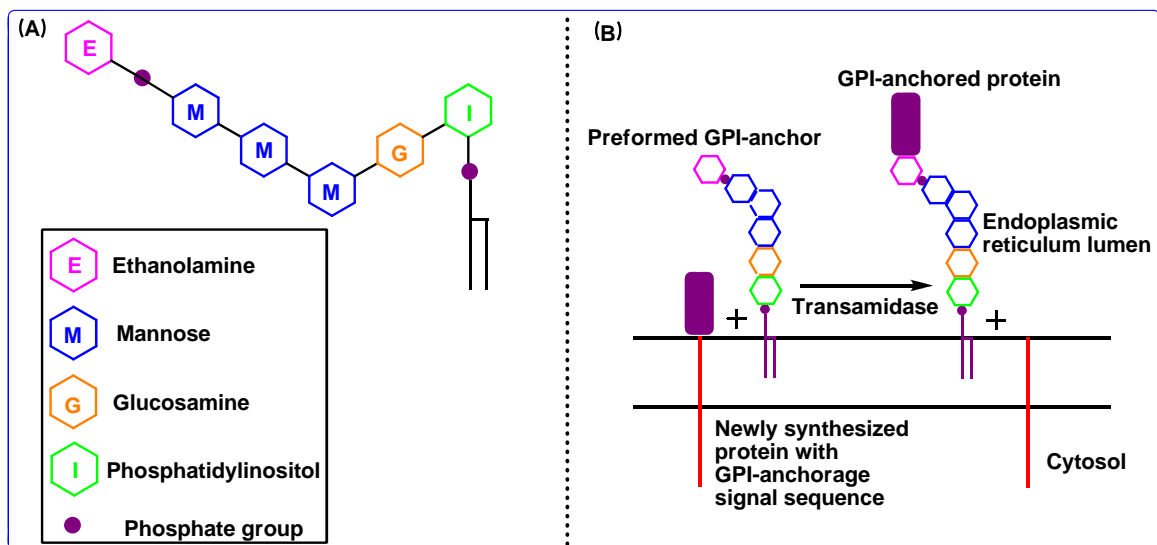 (A)
E
M
M
M
G
I
E Ethanolamine
M Mannose
G Glucosamine
I Phosphatidylinositol
Phosphate group
(B)
GPI-anchored protein
Preformed GPI-anchor
Endoplasmic
reticulum lumen
Transamidase
+
+
Newly synthesized
protein with
GPI-anchorage
signal sequence
Cytosol